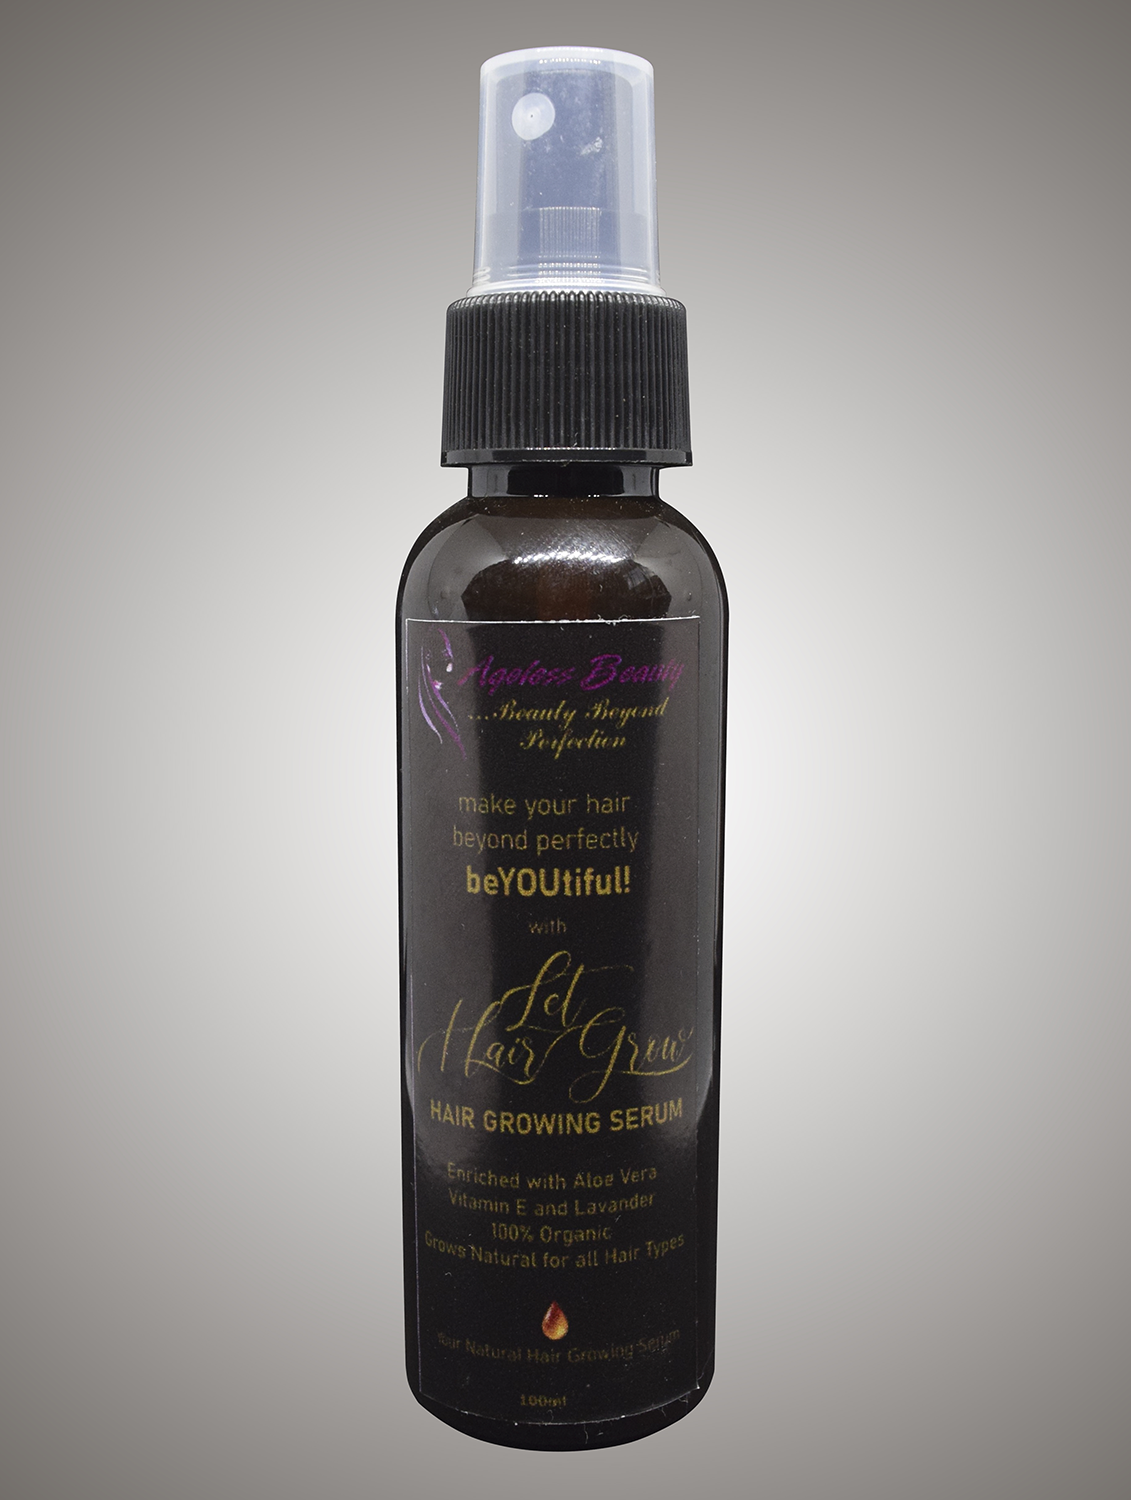 Ageless Beauty
...Beauty Beyond
Perfection
make your hair
beyond perfectly
beYOUtiful!
with
Let
Hair Grow
HAIR GROWING SERUM
Enriched with Aloe Vera
Vitamin E and Lavander
100% Organic
Grows Natural for all Hair Types
Your Natural Hair Growing Serum
100ml